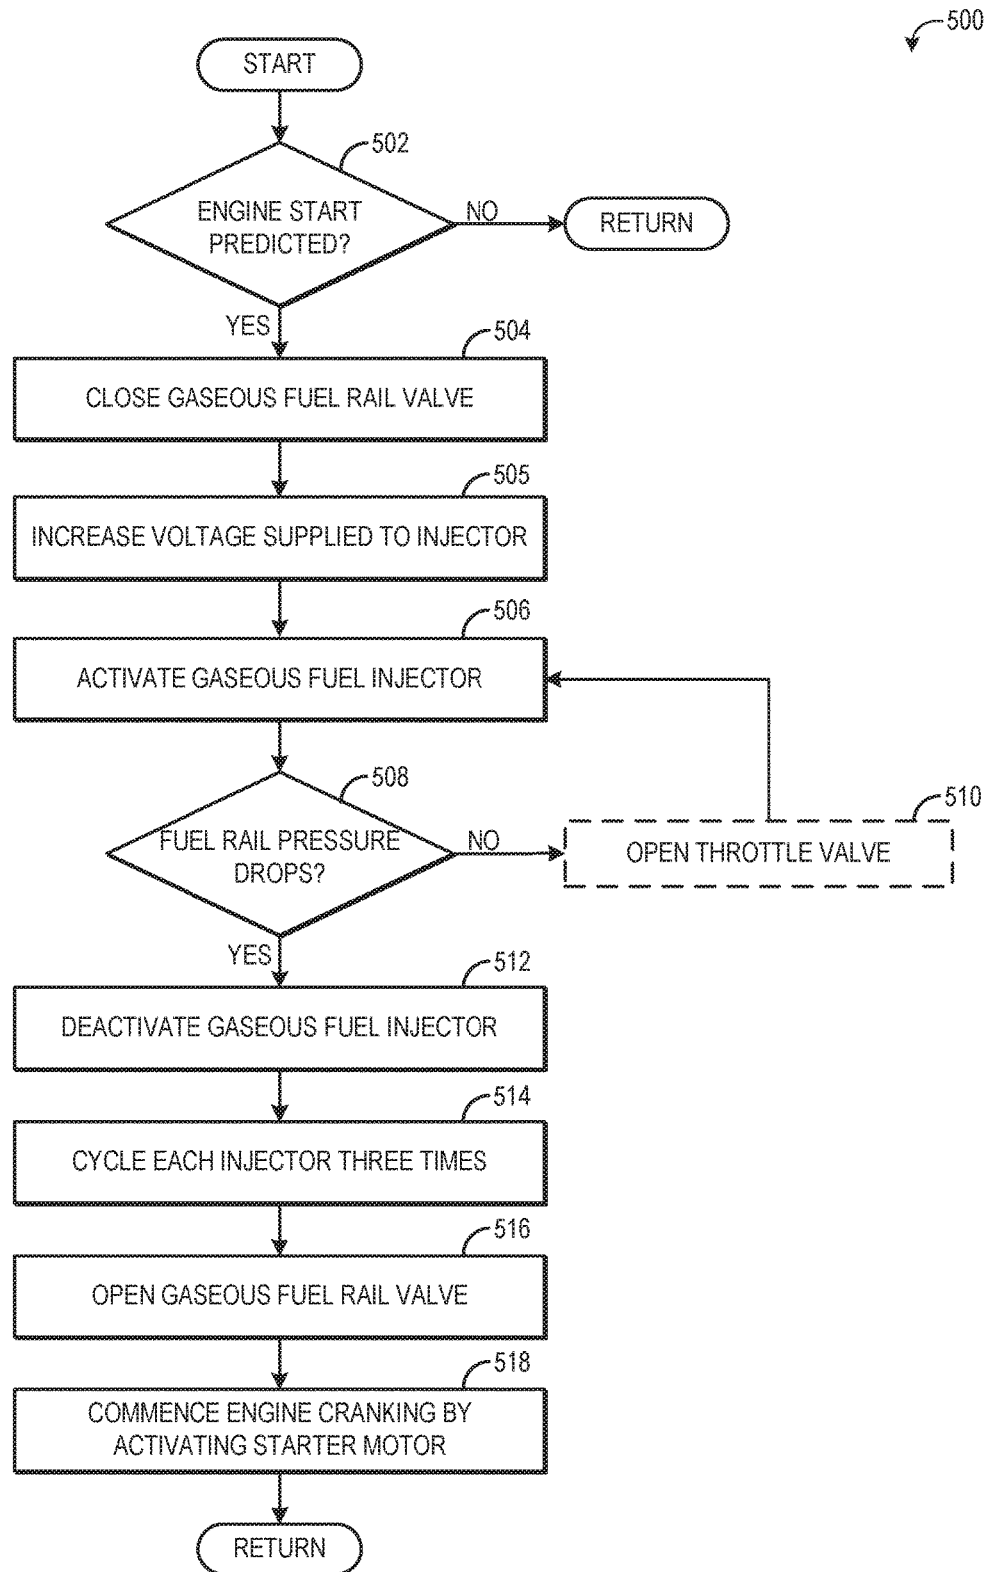 500
START
502
ENGINE START
PREDICTED?
NO
RETURN
YES
504
CLOSE GASEOUS FUEL RAIL VALVE
505
INCREASE VOLTAGE SUPPLIED TO INJECTOR
506
ACTIVATE GASEOUS FUEL INJECTOR
508
FUEL RAIL PRESSURE
DROPS?
NO
510
OPEN THROTTLE VALVE
YES
512
DEACTIVATE GASEOUS FUEL INJECTOR
514
CYCLE EACH INJECTOR THREE TIMES
516
OPEN GASEOUS FUEL RAIL VALVE
518
COMMENCE ENGINE CRANKING BY
ACTIVATING STARTER MOTOR
RETURN